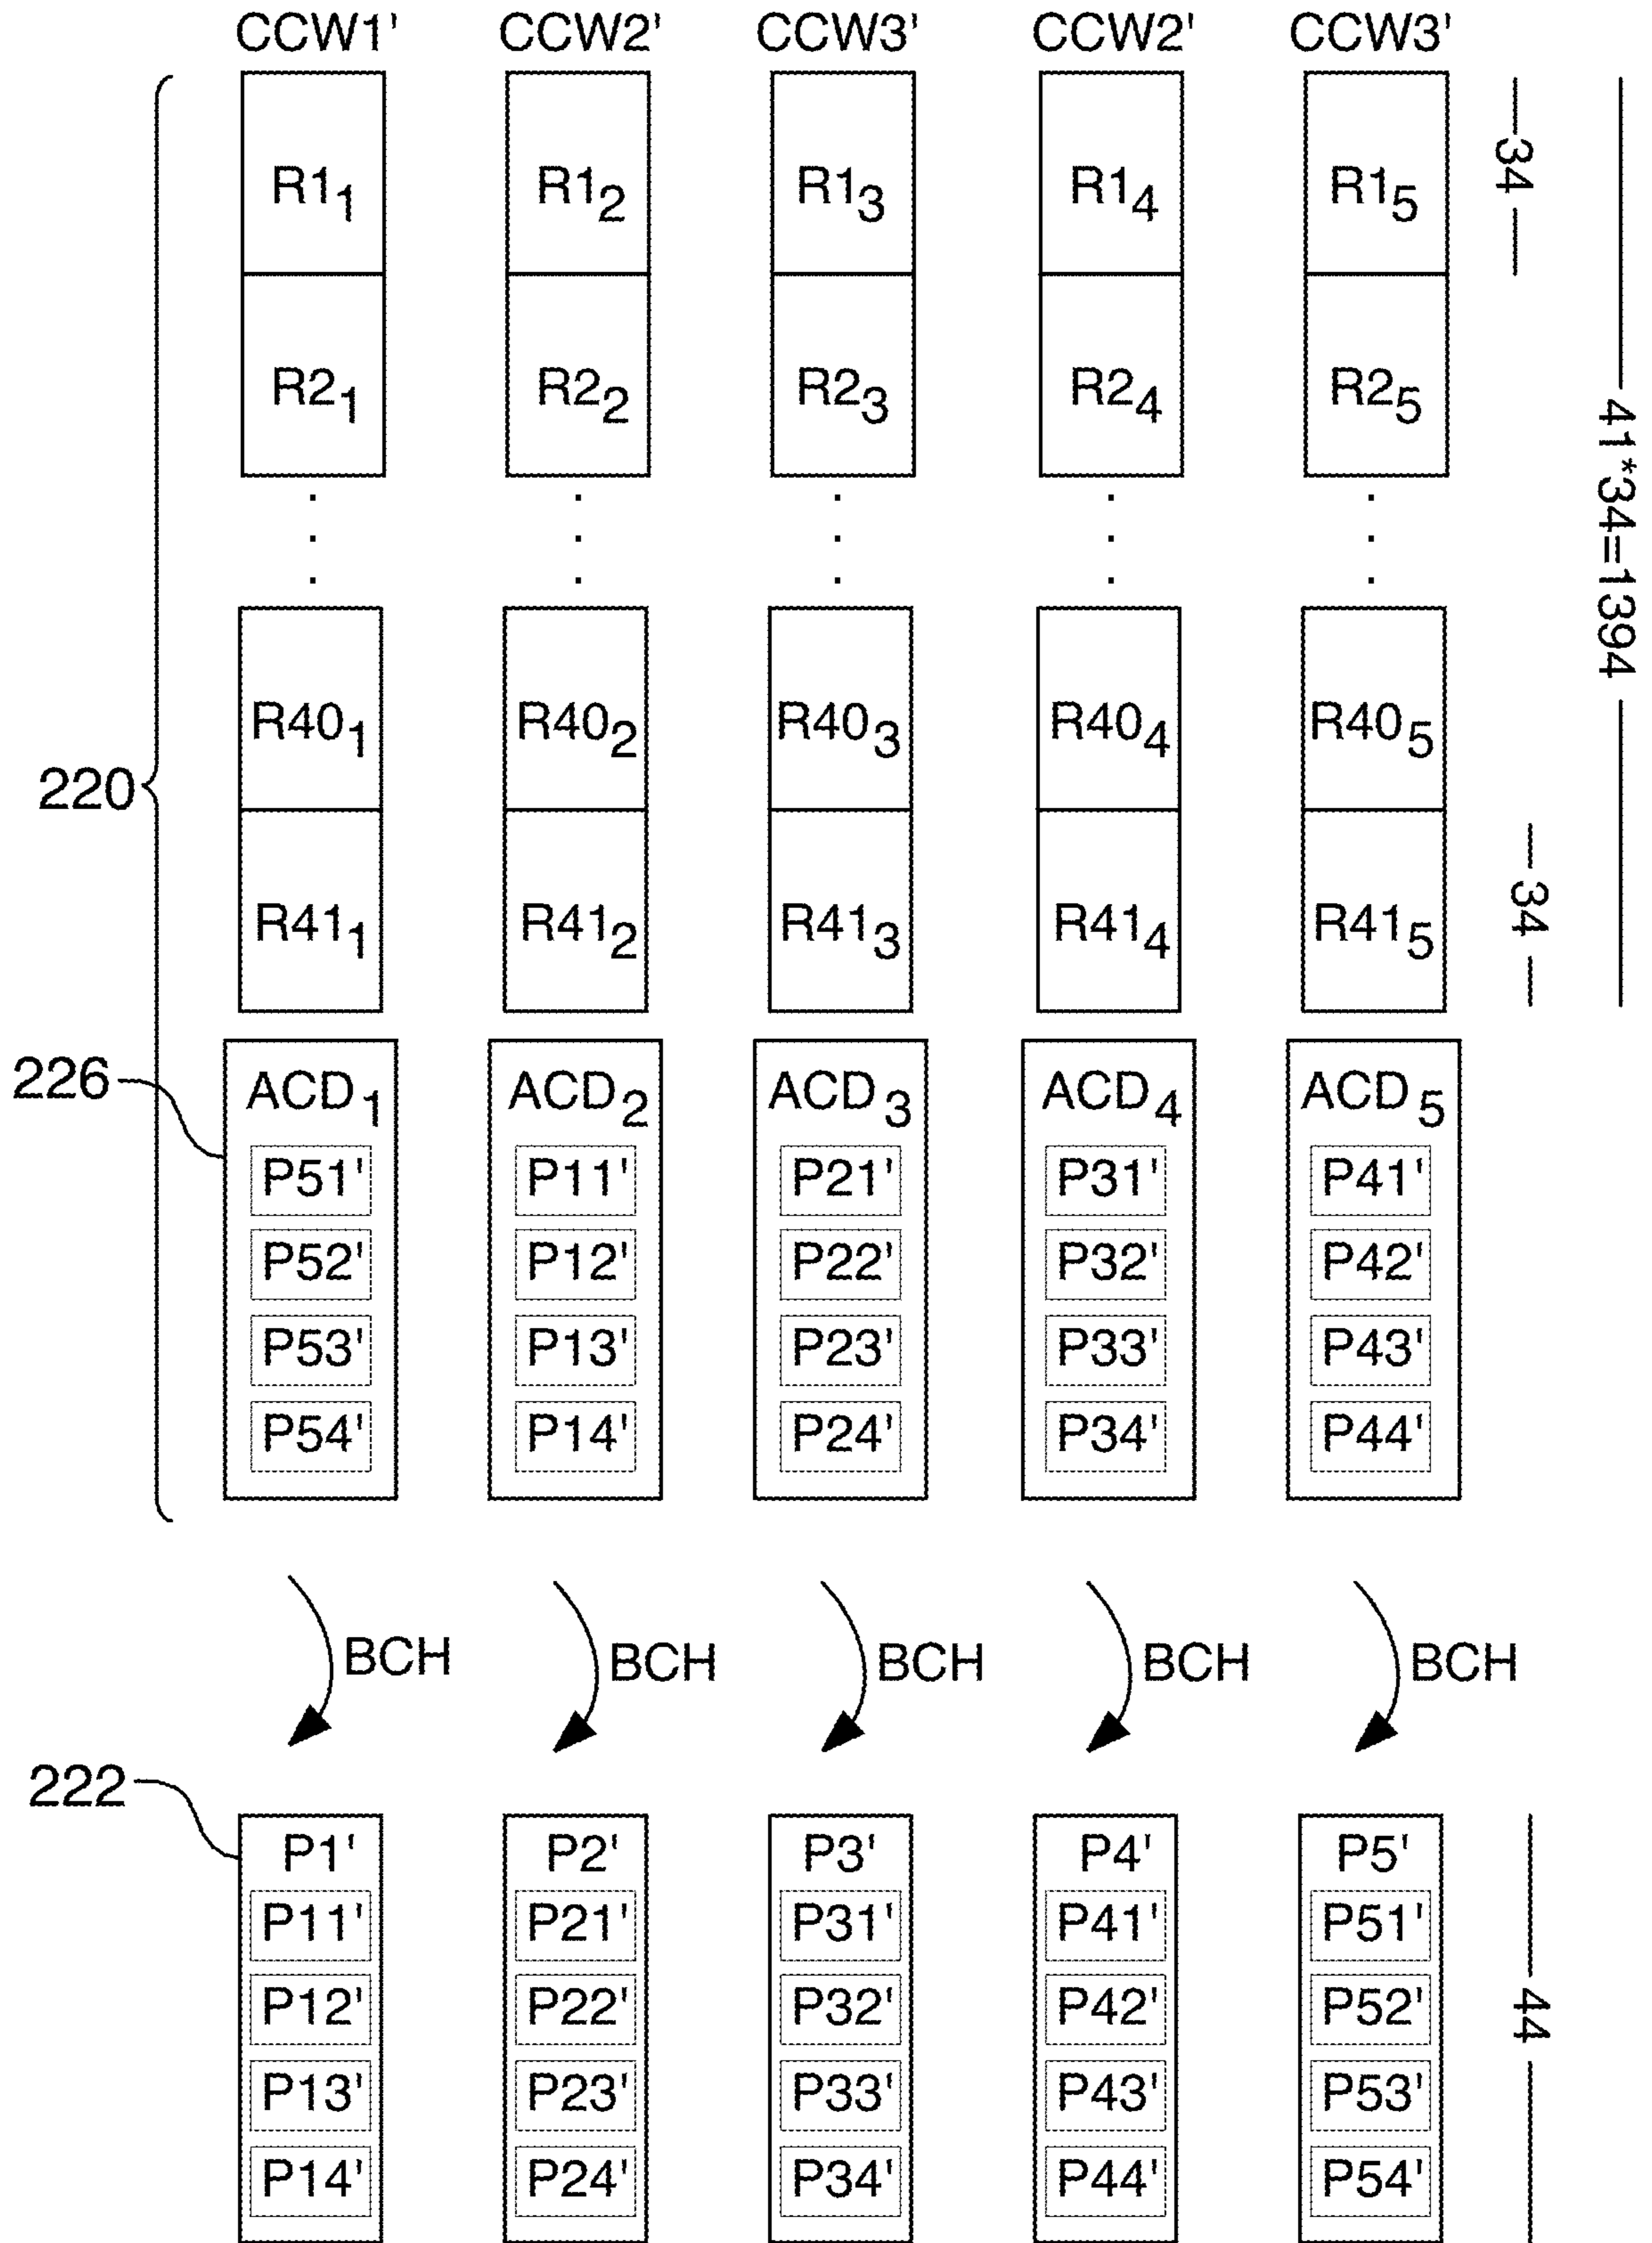 CCW1' CCW2' CCW3' CCW2' CCW3'
R1₁ R1₂ R1₃ R1₄ R1₅
34
R2₁ R2₂ R2₃ R2₄ R2₅
41*34=1394
R40₁ R40₂ R40₃ R40₄ R40₅
220
R41₁ R41₂ R41₃ R41₄ R41₅
34
226
ACD₁ ACD₂ ACD₃ ACD₄ ACD₅
P51' P11' P21' P31' P41'
P52' P12' P22' P32' P42'
P53' P13' P23' P33' P43'
P54' P14' P24' P34' P44'
BCH BCH BCH BCH BCH
222
P1' P2' P3' P4' P5'
P11' P21' P31' P41' P51'
P12' P22' P32' P42' P52'
44
P13' P23' P33' P43' P53'
P14' P24' P34' P44' P54'